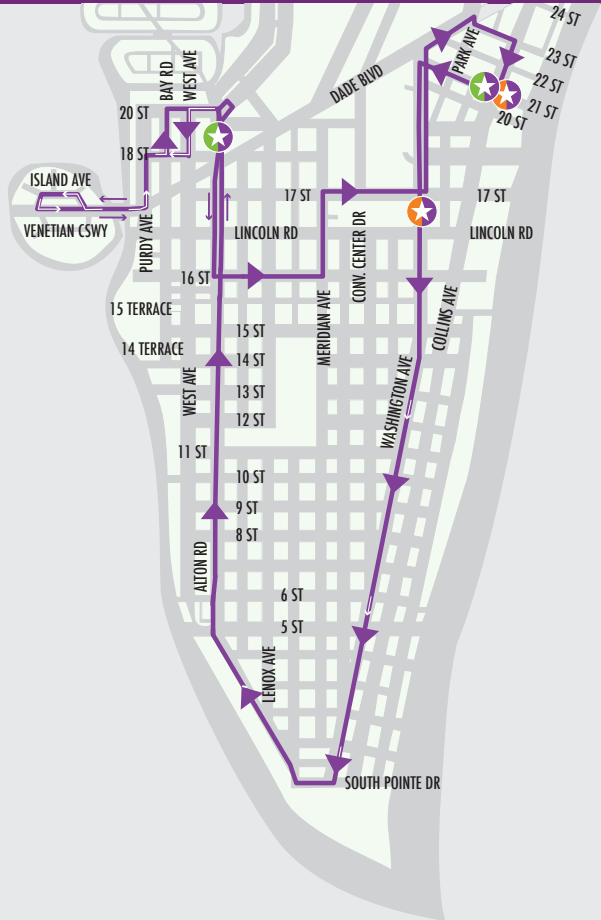 24 ST
PARK AVE
23 ST
22 ST
21 ST
20 ST
DADE BLVD
BAY RD
WEST AVE
20 ST
18 ST
ISLAND AVE
VENETIAN CSWY
PURDY AVE
17 ST
17 ST
LINCOLN RD
LINCOLN RD
CONV. CENTER DR
16 ST
15 TERRACE
MERIDIAN AVE
COLLINS AVE
15 ST
14 TERRACE
14 ST
WEST AVE
13 ST
WASHINGTON AVE
12 ST
11 ST
10 ST
9 ST
8 ST
ALTON RD
6 ST
5 ST
LENOX AVE
SOUTH POINTE DR